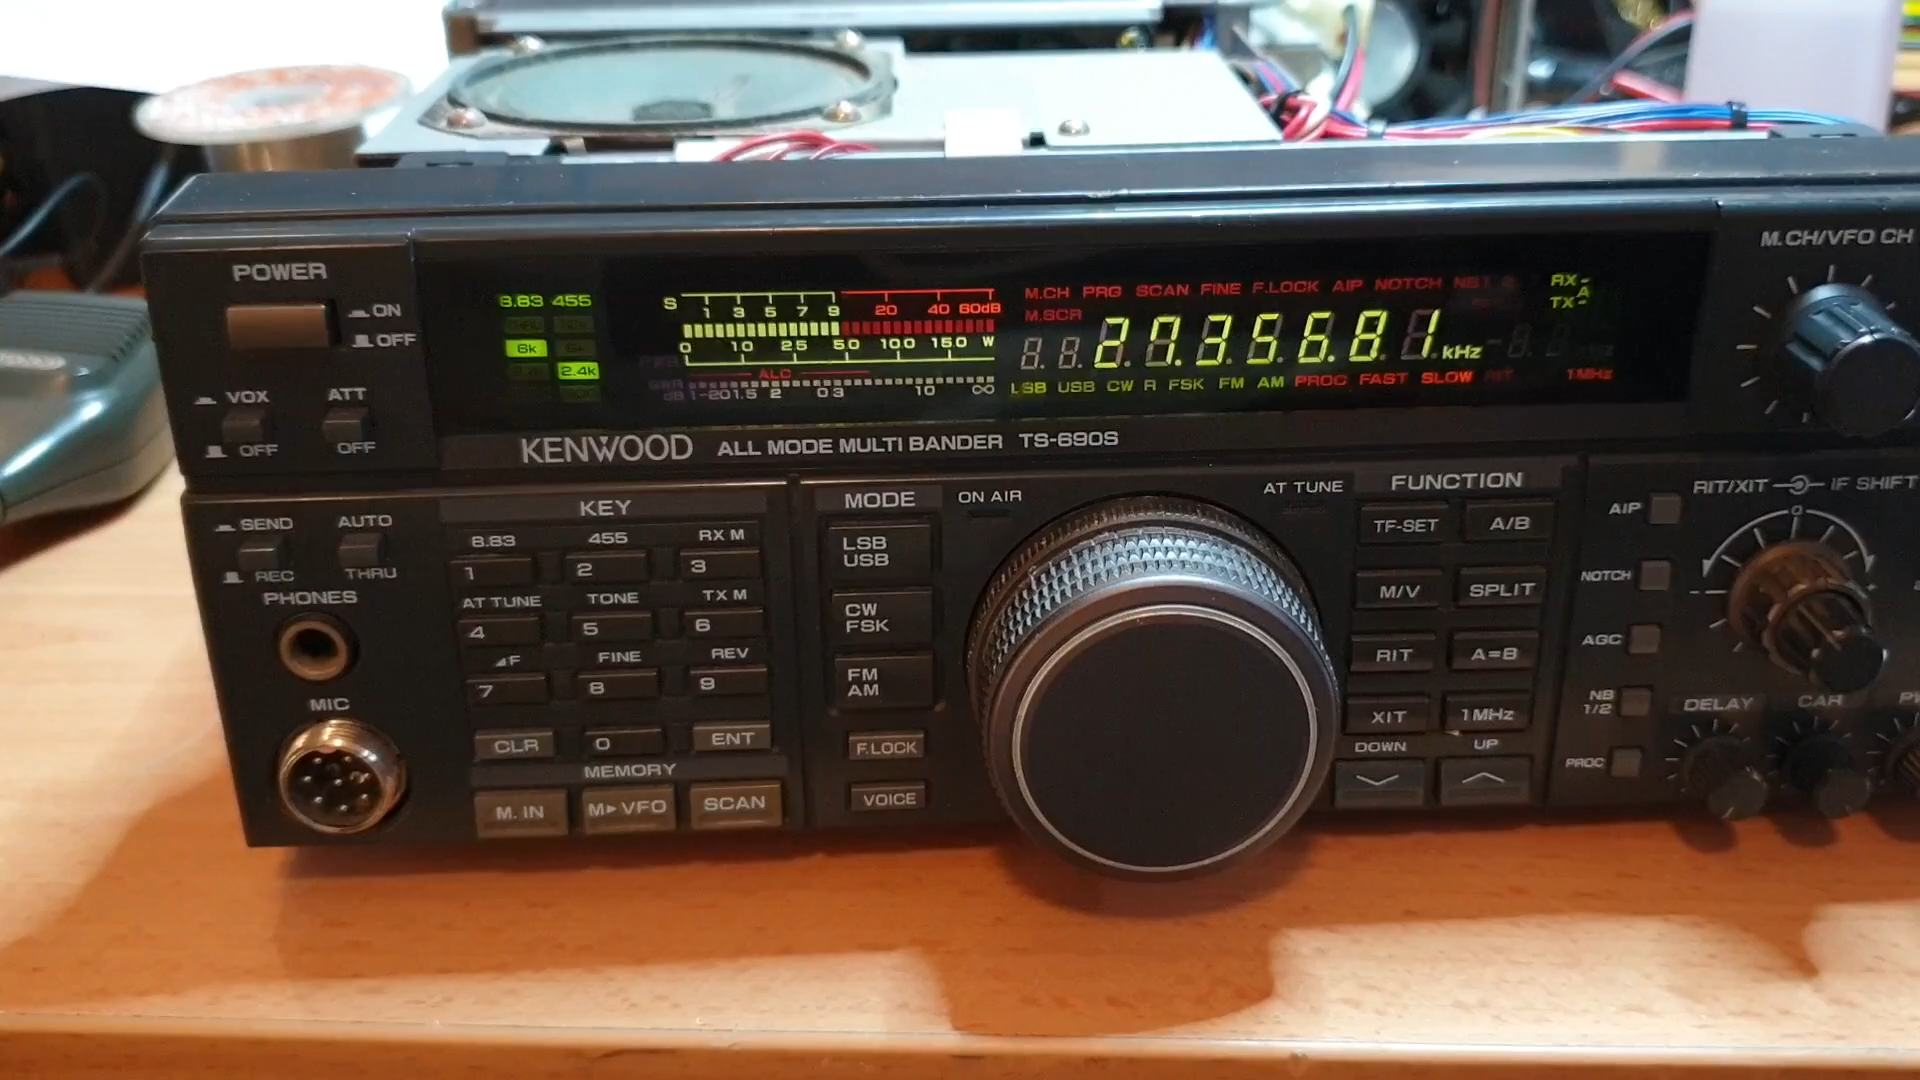 POWER
ON
OFF
VOX
OFF
ATT
OFF
8.83 455
6k
2.4k
S 1 3 5 7 9 20 40 60dB
0 10 25 50 100 150 W
ALC
M.CH PRG SCAN FINE F.LOCK AIP NOTCH
M.SCR
27.356.81 kHz
LSB USB CW R FSK FM AM PROC FAST SLOW
RX
A
TX
1MHz
M.CH/VFO CH
KENWOOD ALL MODE MULTI BANDER TS-690S
SEND
REC
AUTO
THRU
PHONES
MIC
KEY
8.83 455 RX M
1 2 3
AT TUNE TONE TX M
4 5 6
⊿F FINE REV
7 8 9
CLR 0 ENT
MEMORY
M.IN M▶VFO SCAN
MODE
LSB
USB
CW
FSK
FM
AM
F.LOCK
VOICE
ON AIR
AT TUNE
FUNCTION
TF-SET A/B
M/V SPLIT
RIT A=B
XIT 1MHz
DOWN UP
AIP
NOTCH
AGC
NB
1/2
PROC
RIT/XIT IF SHIFT
0
DELAY CAR